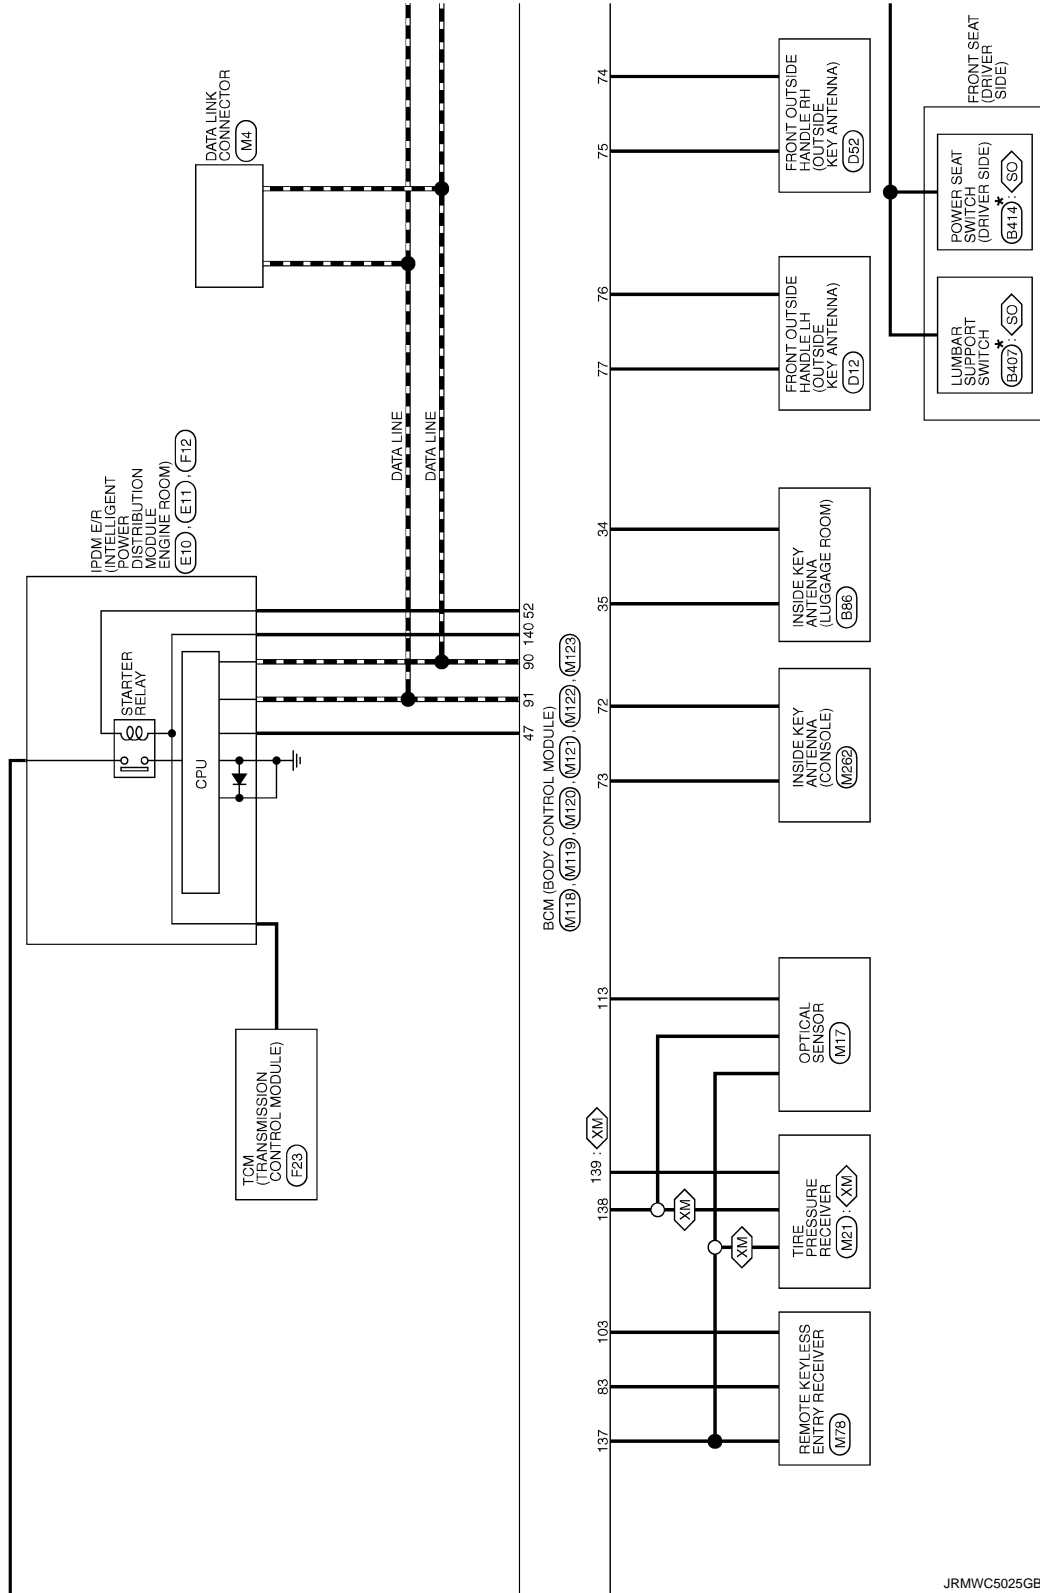 DATA LINK
CONNECTOR
M4
IPDM E/R
(INTELLIGENT
POWER
DISTRIBUTION
MODULE
ENGINE ROOM)
E10 , E11 , F12
STARTER
RELAY
CPU
DATA LINE
DATA LINE
TCM
(TRANSMISSION
CONTROL MODULE)
F23
47
91
90
140
52
BCM (BODY CONTROL MODULE)
M118 , M119 , M120 , M121 , M122 , M123
137
83
103
138
139 : XM
113
73
72
35
34
77
76
75
74
XM
XM
REMOTE KEYLESS
ENTRY RECEIVER
M78
TIRE
PRESSURE
RECEIVER
M21 : XM
OPTICAL
SENSOR
M17
INSIDE KEY
ANTENNA
(CONSOLE)
M262
INSIDE KEY
ANTENNA
(LUGGAGE ROOM)
B86
FRONT OUTSIDE
HANDLE LH
(OUTSIDE
KEY ANTENNA)
D12
FRONT OUTSIDE
HANDLE RH
(OUTSIDE
KEY ANTENNA)
D52
LUMBAR
SUPPORT
SWITCH
B407 * : SO
POWER SEAT
SWITCH
(DRIVER SIDE)
B414 * : SO
FRONT SEAT
(DRIVER
SIDE)
JRMWC5025GB